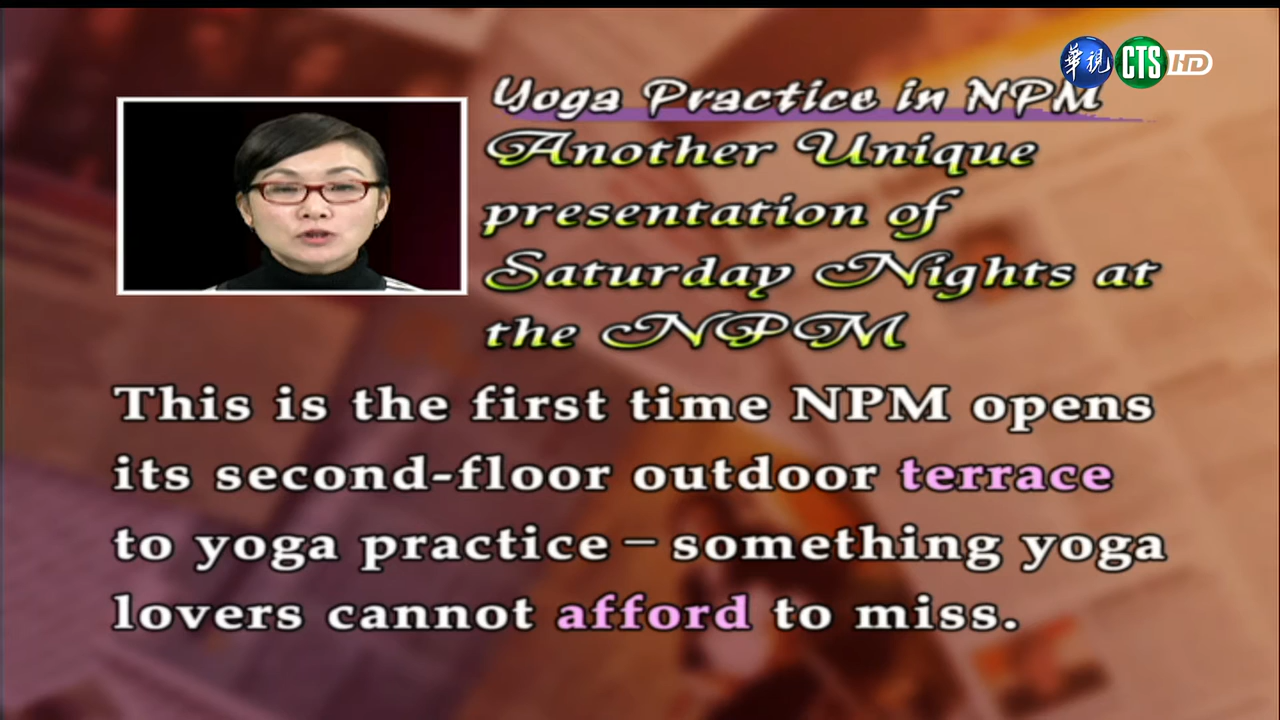 華視 CTS HD
Yoga Practice in NPM
Another Unique
presentation of
Saturday Nights at
the NPM
This is the first time NPM opens
its second-floor outdoor terrace
to yoga practice – something yoga
lovers cannot afford to miss.